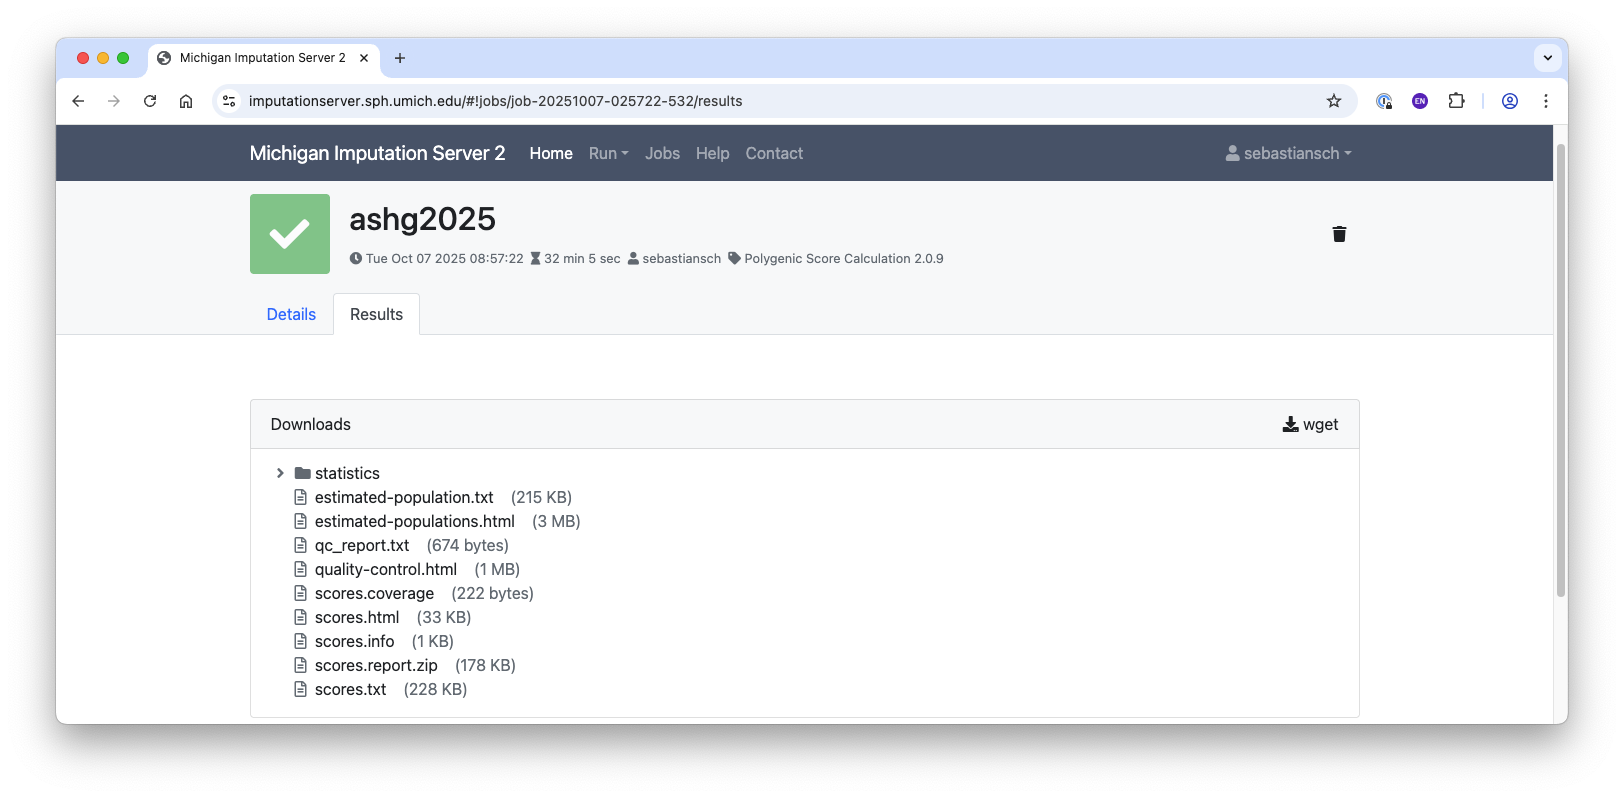 Michigan Imputation Server 2
imputationserver.sph.umich.edu/#!jobs/job-20251007-025722-532/results
EN
Michigan Imputation Server 2 Home Run Jobs Help Contact sebastiansch
ashg2025
Tue Oct 07 2025 08:57:22 32 min 5 sec sebastiansch Polygenic Score Calculation 2.0.9
Details Results
Downloads wget
statistics
estimated-population.txt (215 KB)
estimated-populations.html (3 MB)
qc_report.txt (674 bytes)
quality-control.html (1 MB)
scores.coverage (222 bytes)
scores.html (33 KB)
scores.info (1 KB)
scores.report.zip (178 KB)
scores.txt (228 KB)